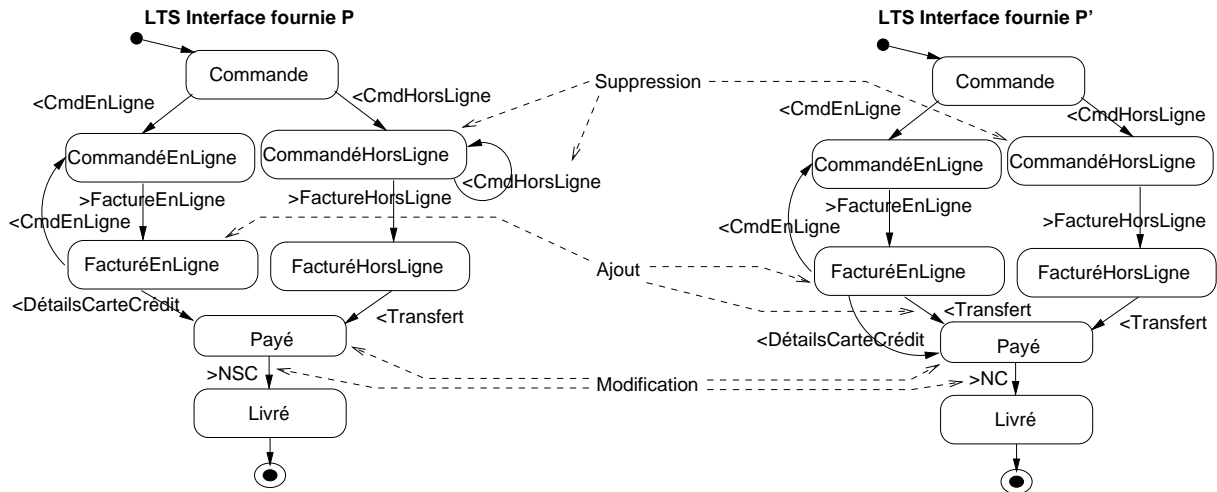 LTS Interface fournie P
Commande
<CmdEnLigne
<CmdHorsLigne
CommandéEnLigne
CommandéHorsLigne
<CmdHorsLigne
>FactureEnLigne
>FactureHorsLigne
<CmdEnLigne
FacturéEnLigne
FacturéHorsLigne
<DétailsCarteCrédit
<Transfert
Payé
>NSC
Livré
Suppression
Ajout
Modification
LTS Interface fournie P'
Commande
<CmdEnLigne
<CmdHorsLigne
CommandéEnLigne
CommandéHorsLigne
>FactureEnLigne
<CmdEnLigne
>FactureHorsLigne
FacturéEnLigne
FacturéHorsLigne
<Transfert
<Transfert
<DétailsCarteCrédit
Payé
>NC
Livré